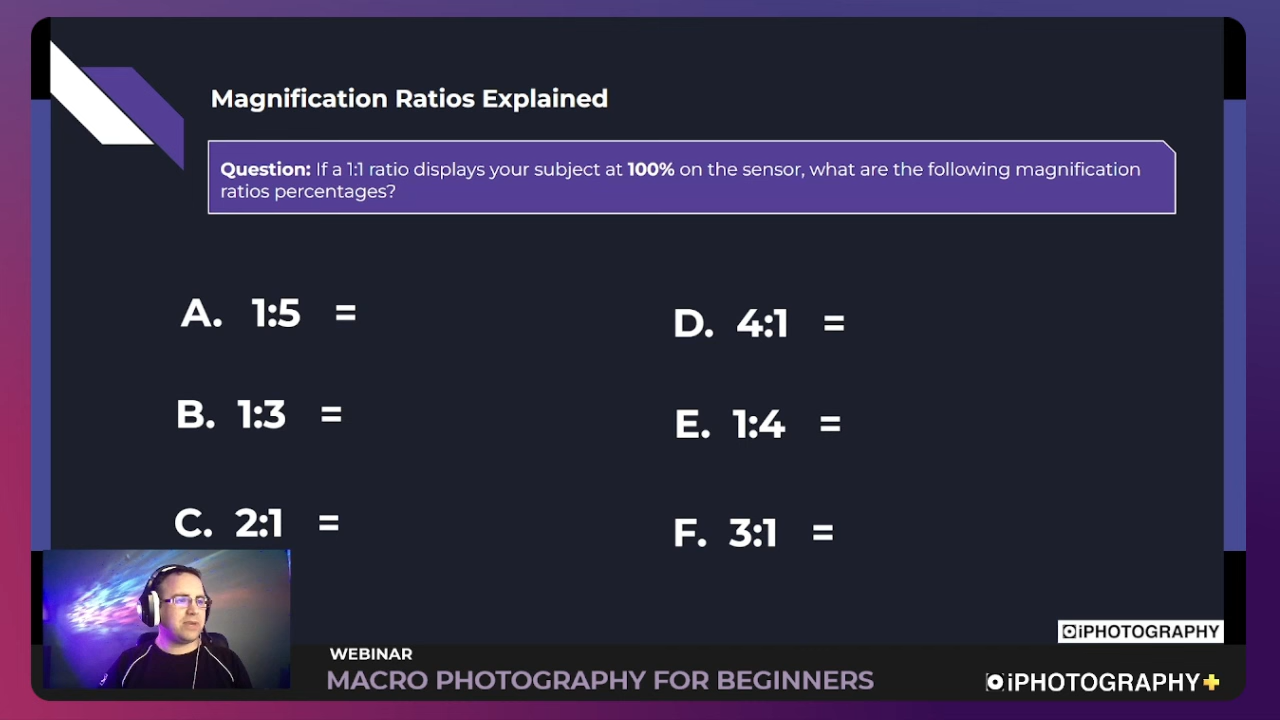 Magnification Ratios Explained
Question: If a 1:1 ratio displays your subject at 100% on the sensor, what are the following magnification
ratios percentages?
A. 1:5 =
B. 1:3 =
C. 2:1 =
D. 4:1 =
E. 1:4 =
F. 3:1 =
iPHOTOGRAPHY
WEBINAR
MACRO PHOTOGRAPHY FOR BEGINNERS
iPHOTOGRAPHY+